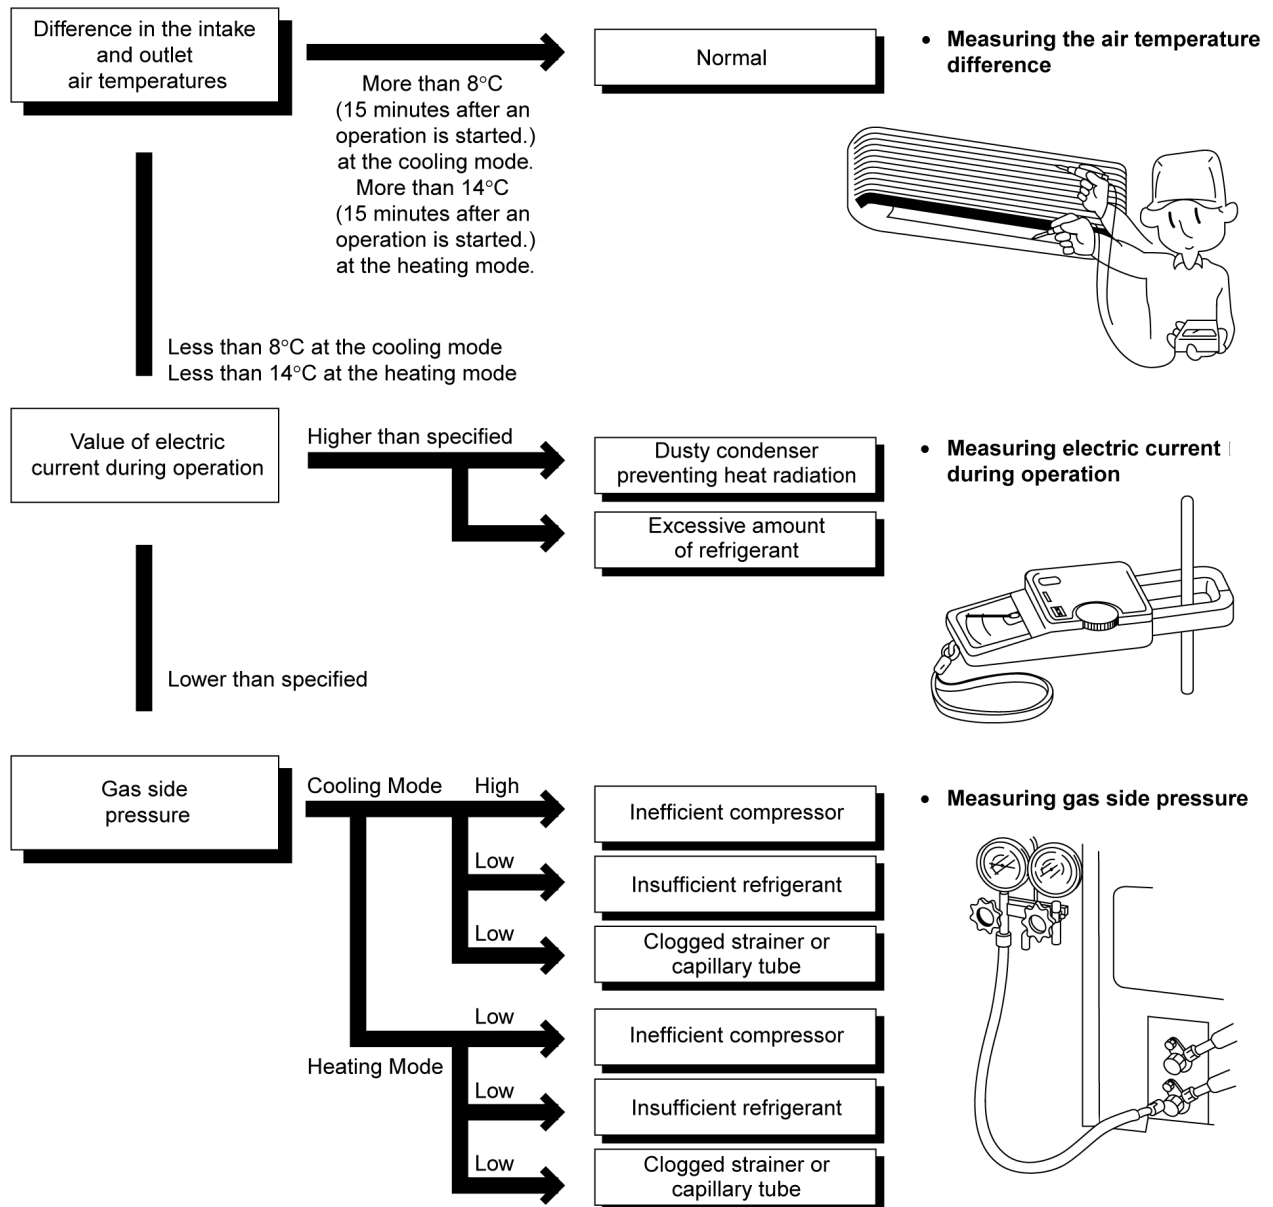 Difference in the intake
and outlet
air temperatures
More than 8°C
(15 minutes after an
operation is started.)
at the cooling mode.
More than 14°C
(15 minutes after an
operation is started.)
at the heating mode.
Normal
• Measuring the air temperature
difference
Less than 8°C at the cooling mode
Less than 14°C at the heating mode
Value of electric
current during operation
Higher than specified
Dusty condenser
preventing heat radiation
Excessive amount
of refrigerant
• Measuring electric current
during operation
Lower than specified
Gas side
pressure
Cooling Mode
High
Inefficient compressor
Low
Insufficient refrigerant
Low
Clogged strainer or
capillary tube
Heating Mode
Low
Inefficient compressor
Low
Insufficient refrigerant
Low
Clogged strainer or
capillary tube
• Measuring gas side pressure